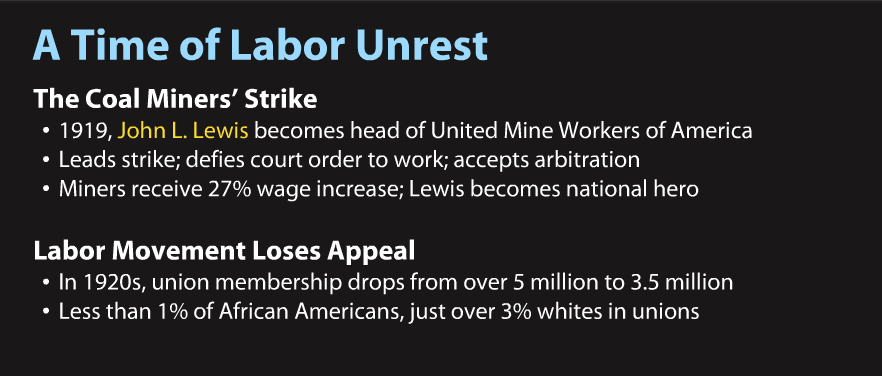 A Time of Labor Unrest
The Coal Miners’ Strike
• 1919, John L. Lewis becomes head of United Mine Workers of America
• Leads strike; defies court order to work; accepts arbitration
• Miners receive 27% wage increase; Lewis becomes national hero
Labor Movement Loses Appeal
• In 1920s, union membership drops from over 5 million to 3.5 million
• Less than 1% of African Americans, just over 3% whites in unions